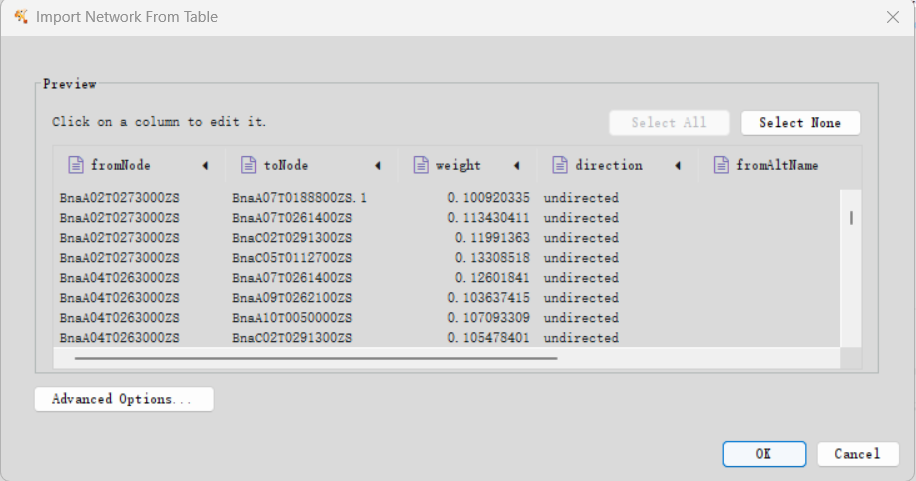 Import Network From Table
Preview
Click on a column to edit it.
Select All
Select None
fromNode toNode weight direction fromAltName
BnaA02T0273000ZS BnaA07T0188800ZS.1 0.100920335 undirected
BnaA02T0273000ZS BnaA07T0261400ZS 0.113430411 undirected
BnaA02T0273000ZS BnaC02T0291300ZS 0.11991363 undirected
BnaA02T0273000ZS BnaC05T0112700ZS 0.13308518 undirected
BnaA04T0263000ZS BnaA07T0261400ZS 0.12601841 undirected
BnaA04T0263000ZS BnaA09T0262100ZS 0.103637415 undirected
BnaA04T0263000ZS BnaA10T0050000ZS 0.107093309 undirected
BnaA04T0263000ZS BnaC02T0291300ZS 0.105478401 undirected
Advanced Options...
OK
Cancel